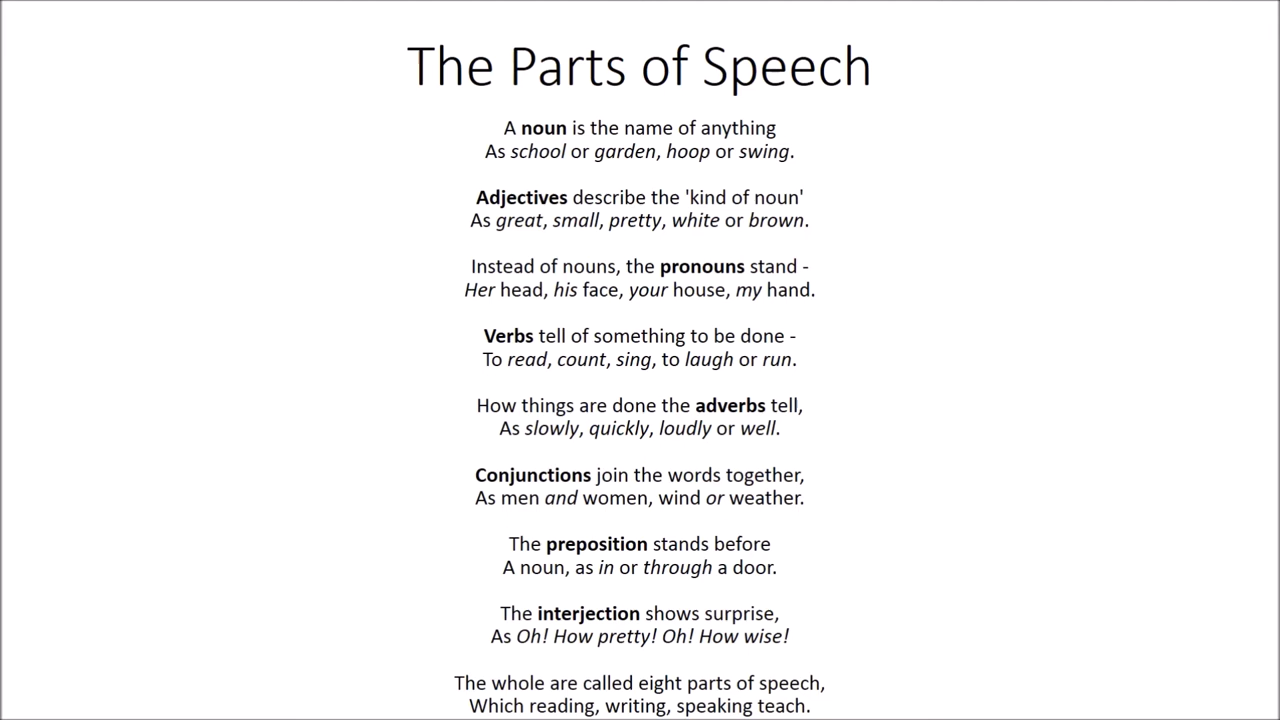 The Parts of Speech
A noun is the name of anything
As school or garden, hoop or swing.
Adjectives describe the 'kind of noun'
As great, small, pretty, white or brown.
Instead of nouns, the pronouns stand -
Her head, his face, your house, my hand.
Verbs tell of something to be done -
To read, count, sing, to laugh or run.
How things are done the adverbs tell,
As slowly, quickly, loudly or well.
Conjunctions join the words together,
As men and women, wind or weather.
The preposition stands before
A noun, as in or through a door.
The interjection shows surprise,
As Oh! How pretty! Oh! How wise!
The whole are called eight parts of speech,
Which reading, writing, speaking teach.